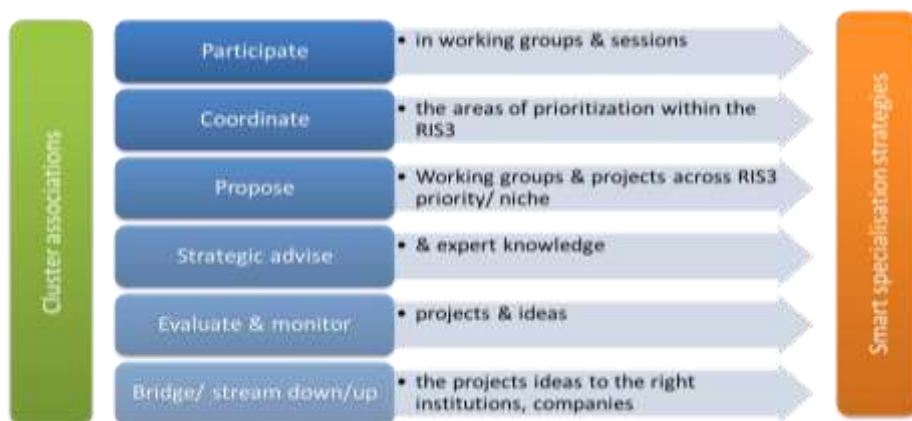 Cluster associations
Participate
• in working groups & sessions
Coordinate
• the areas of prioritization within the
RIS3
Propose
• Working groups & projects across RIS3
priority/ niche
Strategic advise
• & expert knowledge
Evaluate & monitor
• projects & ideas
Bridge/ stream down/up
• the projects ideas to the right
institutions, companies
Smart specialisation strategies